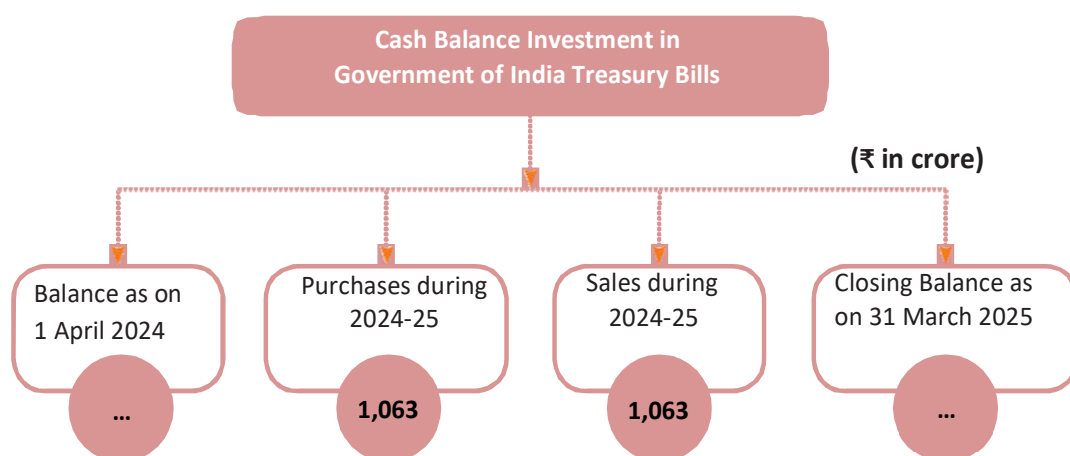 Cash Balance Investment in
Government of India Treasury Bills
(₹ in crore)
Balance as on
1 April 2024
...
Purchases during
2024-25
1,063
Sales during
2024-25
1,063
Closing Balance as
on 31 March 2025
...